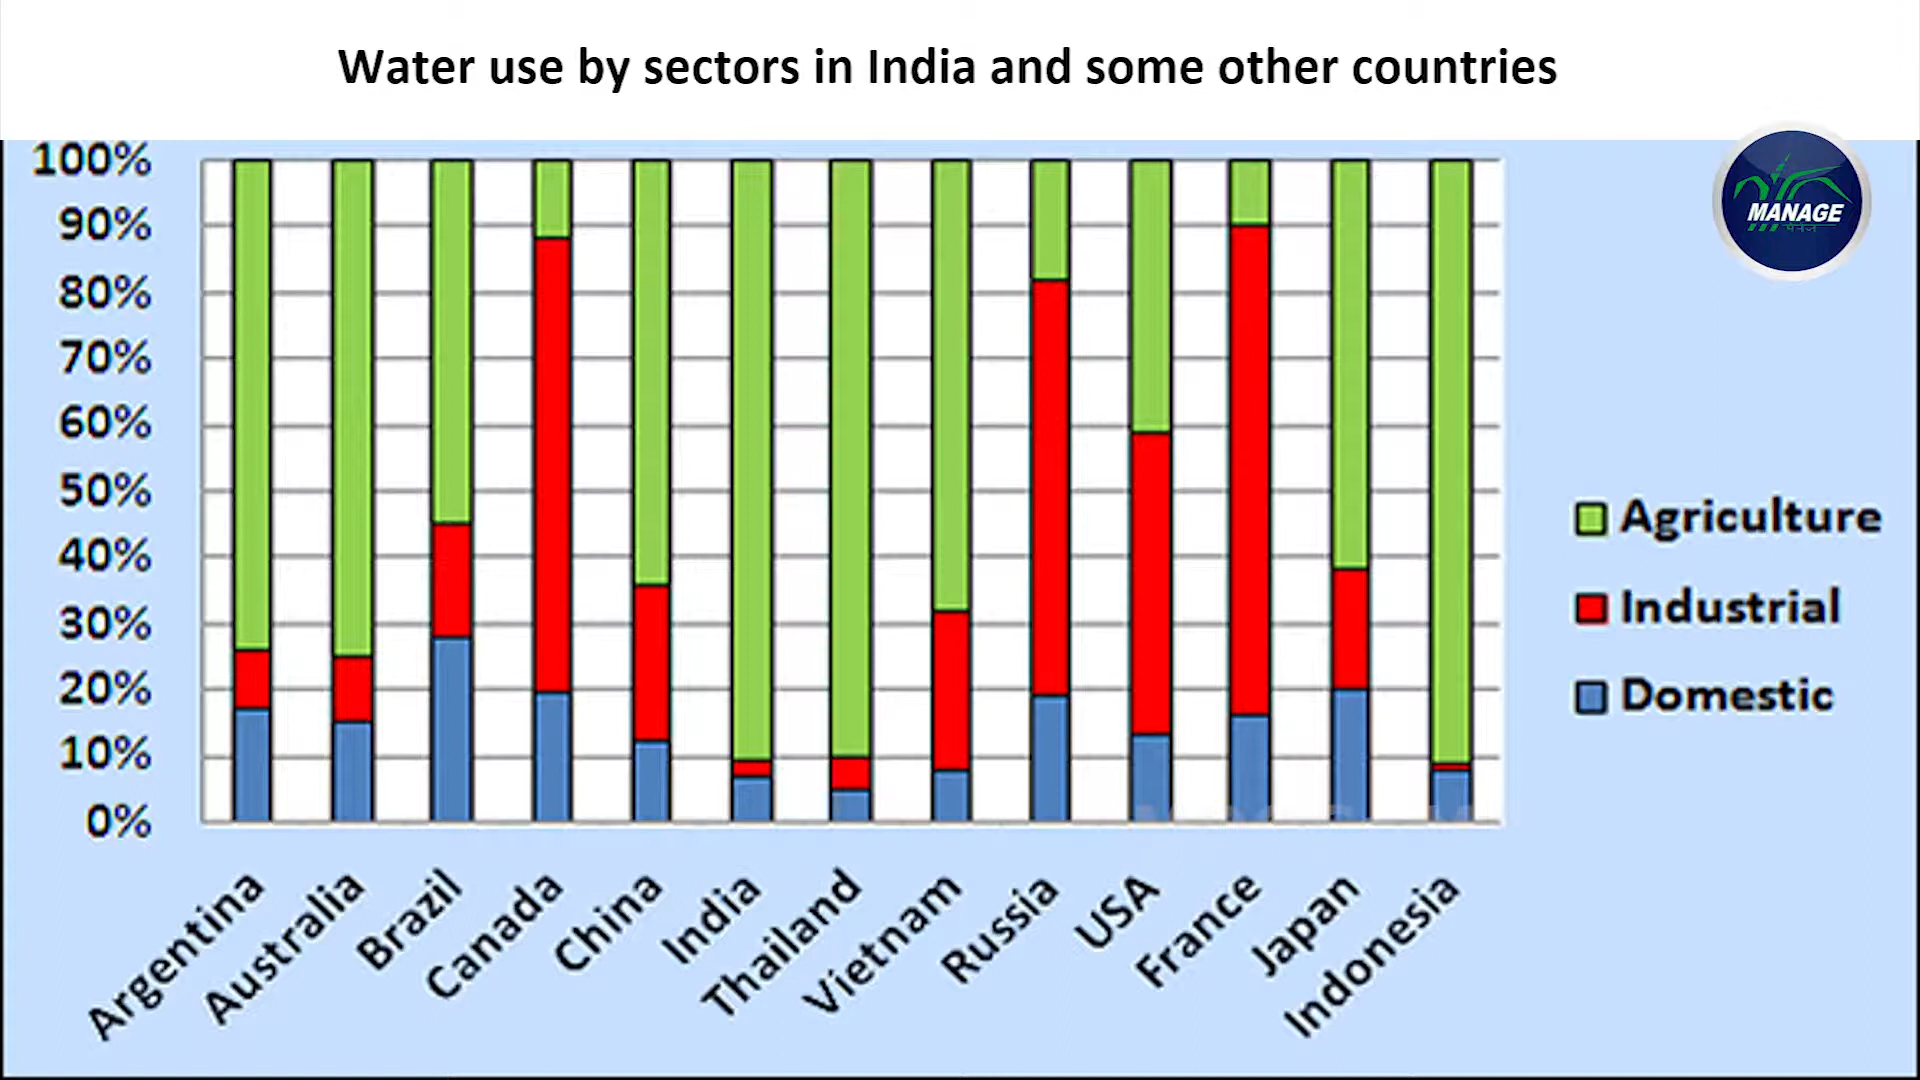 Water use by sectors in India and some other countries
MANAGE
मैनेज
100%
90%
80%
70%
60%
50%
40%
30%
20%
10%
0%
Argentina
Australia
Brazil
Canada
China
India
Thailand
Vietnam
Russia
USA
France
Japan
Indonesia
Agriculture
Industrial
Domestic